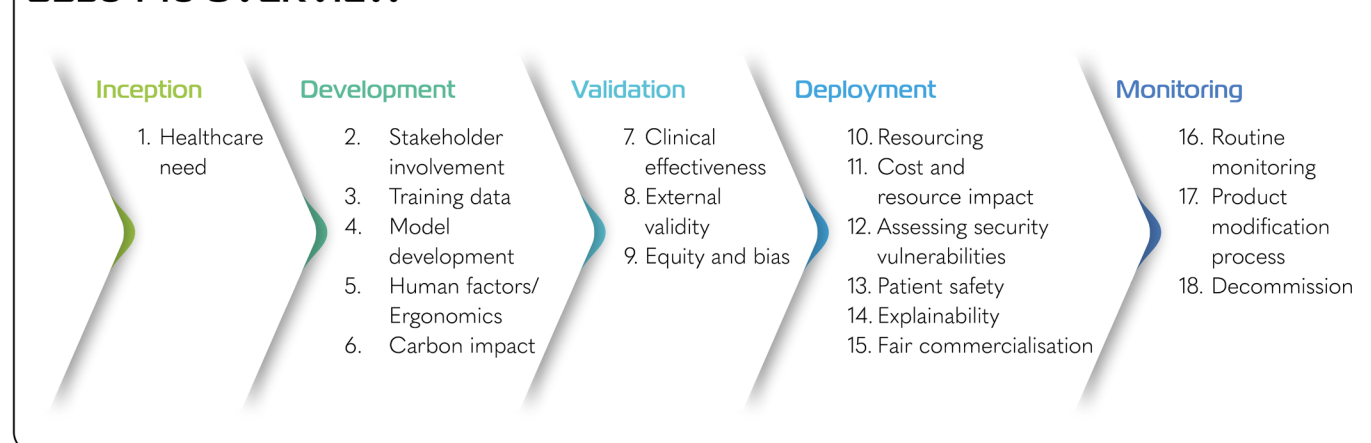 OVERVIEW
Inception
1. Healthcare
need
Development
2. Stakeholder
involvement
3. Training data
4. Model
development
5. Human factors/
Ergonomics
6. Carbon impact
Validation
7. Clinical
effectiveness
8. External
validity
9. Equity and bias
Deployment
10. Resourcing
11. Cost and
resource impact
12. Assessing security
vulnerabilities
13. Patient safety
14. Explainability
15. Fair commercialisation
Monitoring
16. Routine
monitoring
17. Product
modification
process
18. Decommission